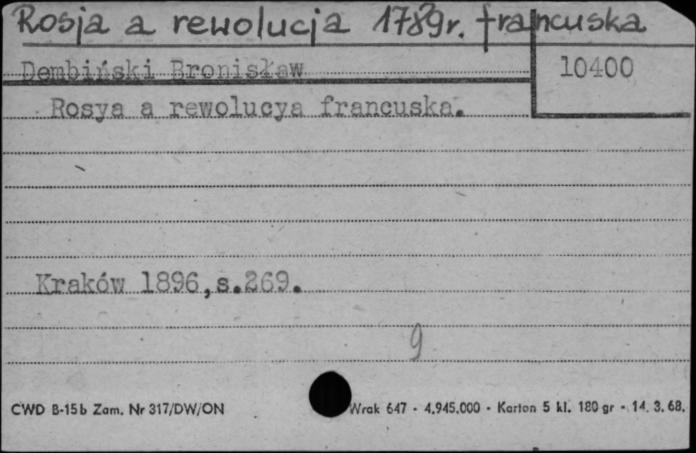 Rosja a rewolucja 1789r. francuska
Dembiński Bronisław
10400
Rosya a rewolucya francuska.
Kraków 1896,s.269.
9
CWD B-15b Zam. Nr 317/DW/ON
Wrak 647 - 4.945.000 - Karton 5 kl. 180 gr - 14. 3. 68.